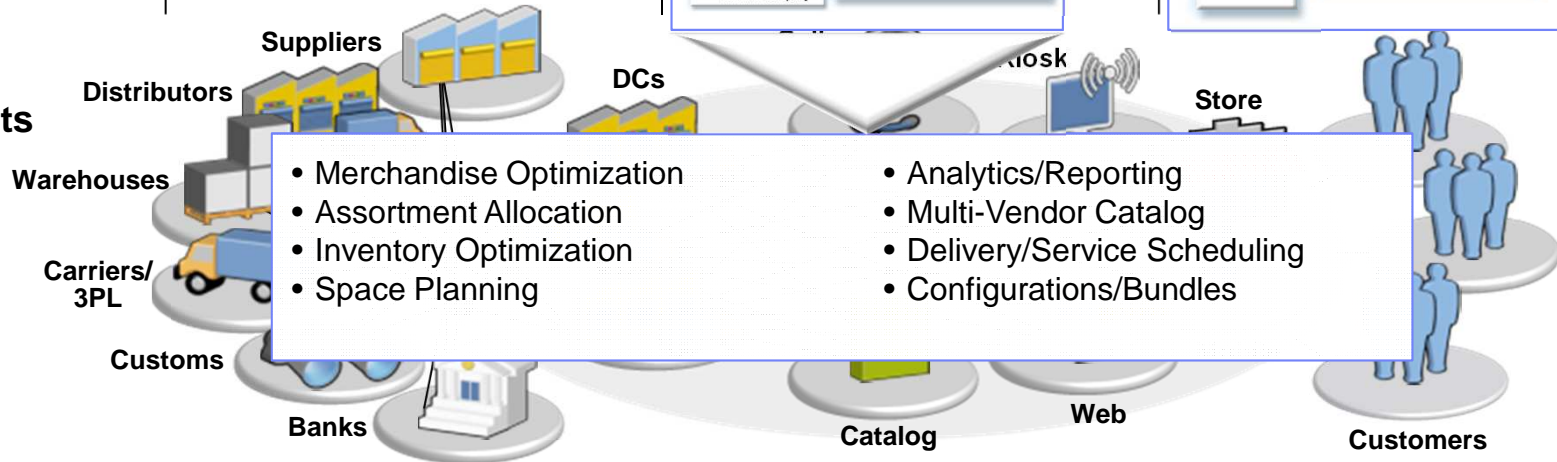 Suppliers
Distributors
DCs
Kiosk
Store
ts
Warehouses
• Merchandise Optimization
• Assortment Allocation
• Inventory Optimization
• Space Planning
• Analytics/Reporting
• Multi-Vendor Catalog
• Delivery/Service Scheduling
• Configurations/Bundles
Carriers/
3PL
Customs
Banks
Catalog
Web
Customers